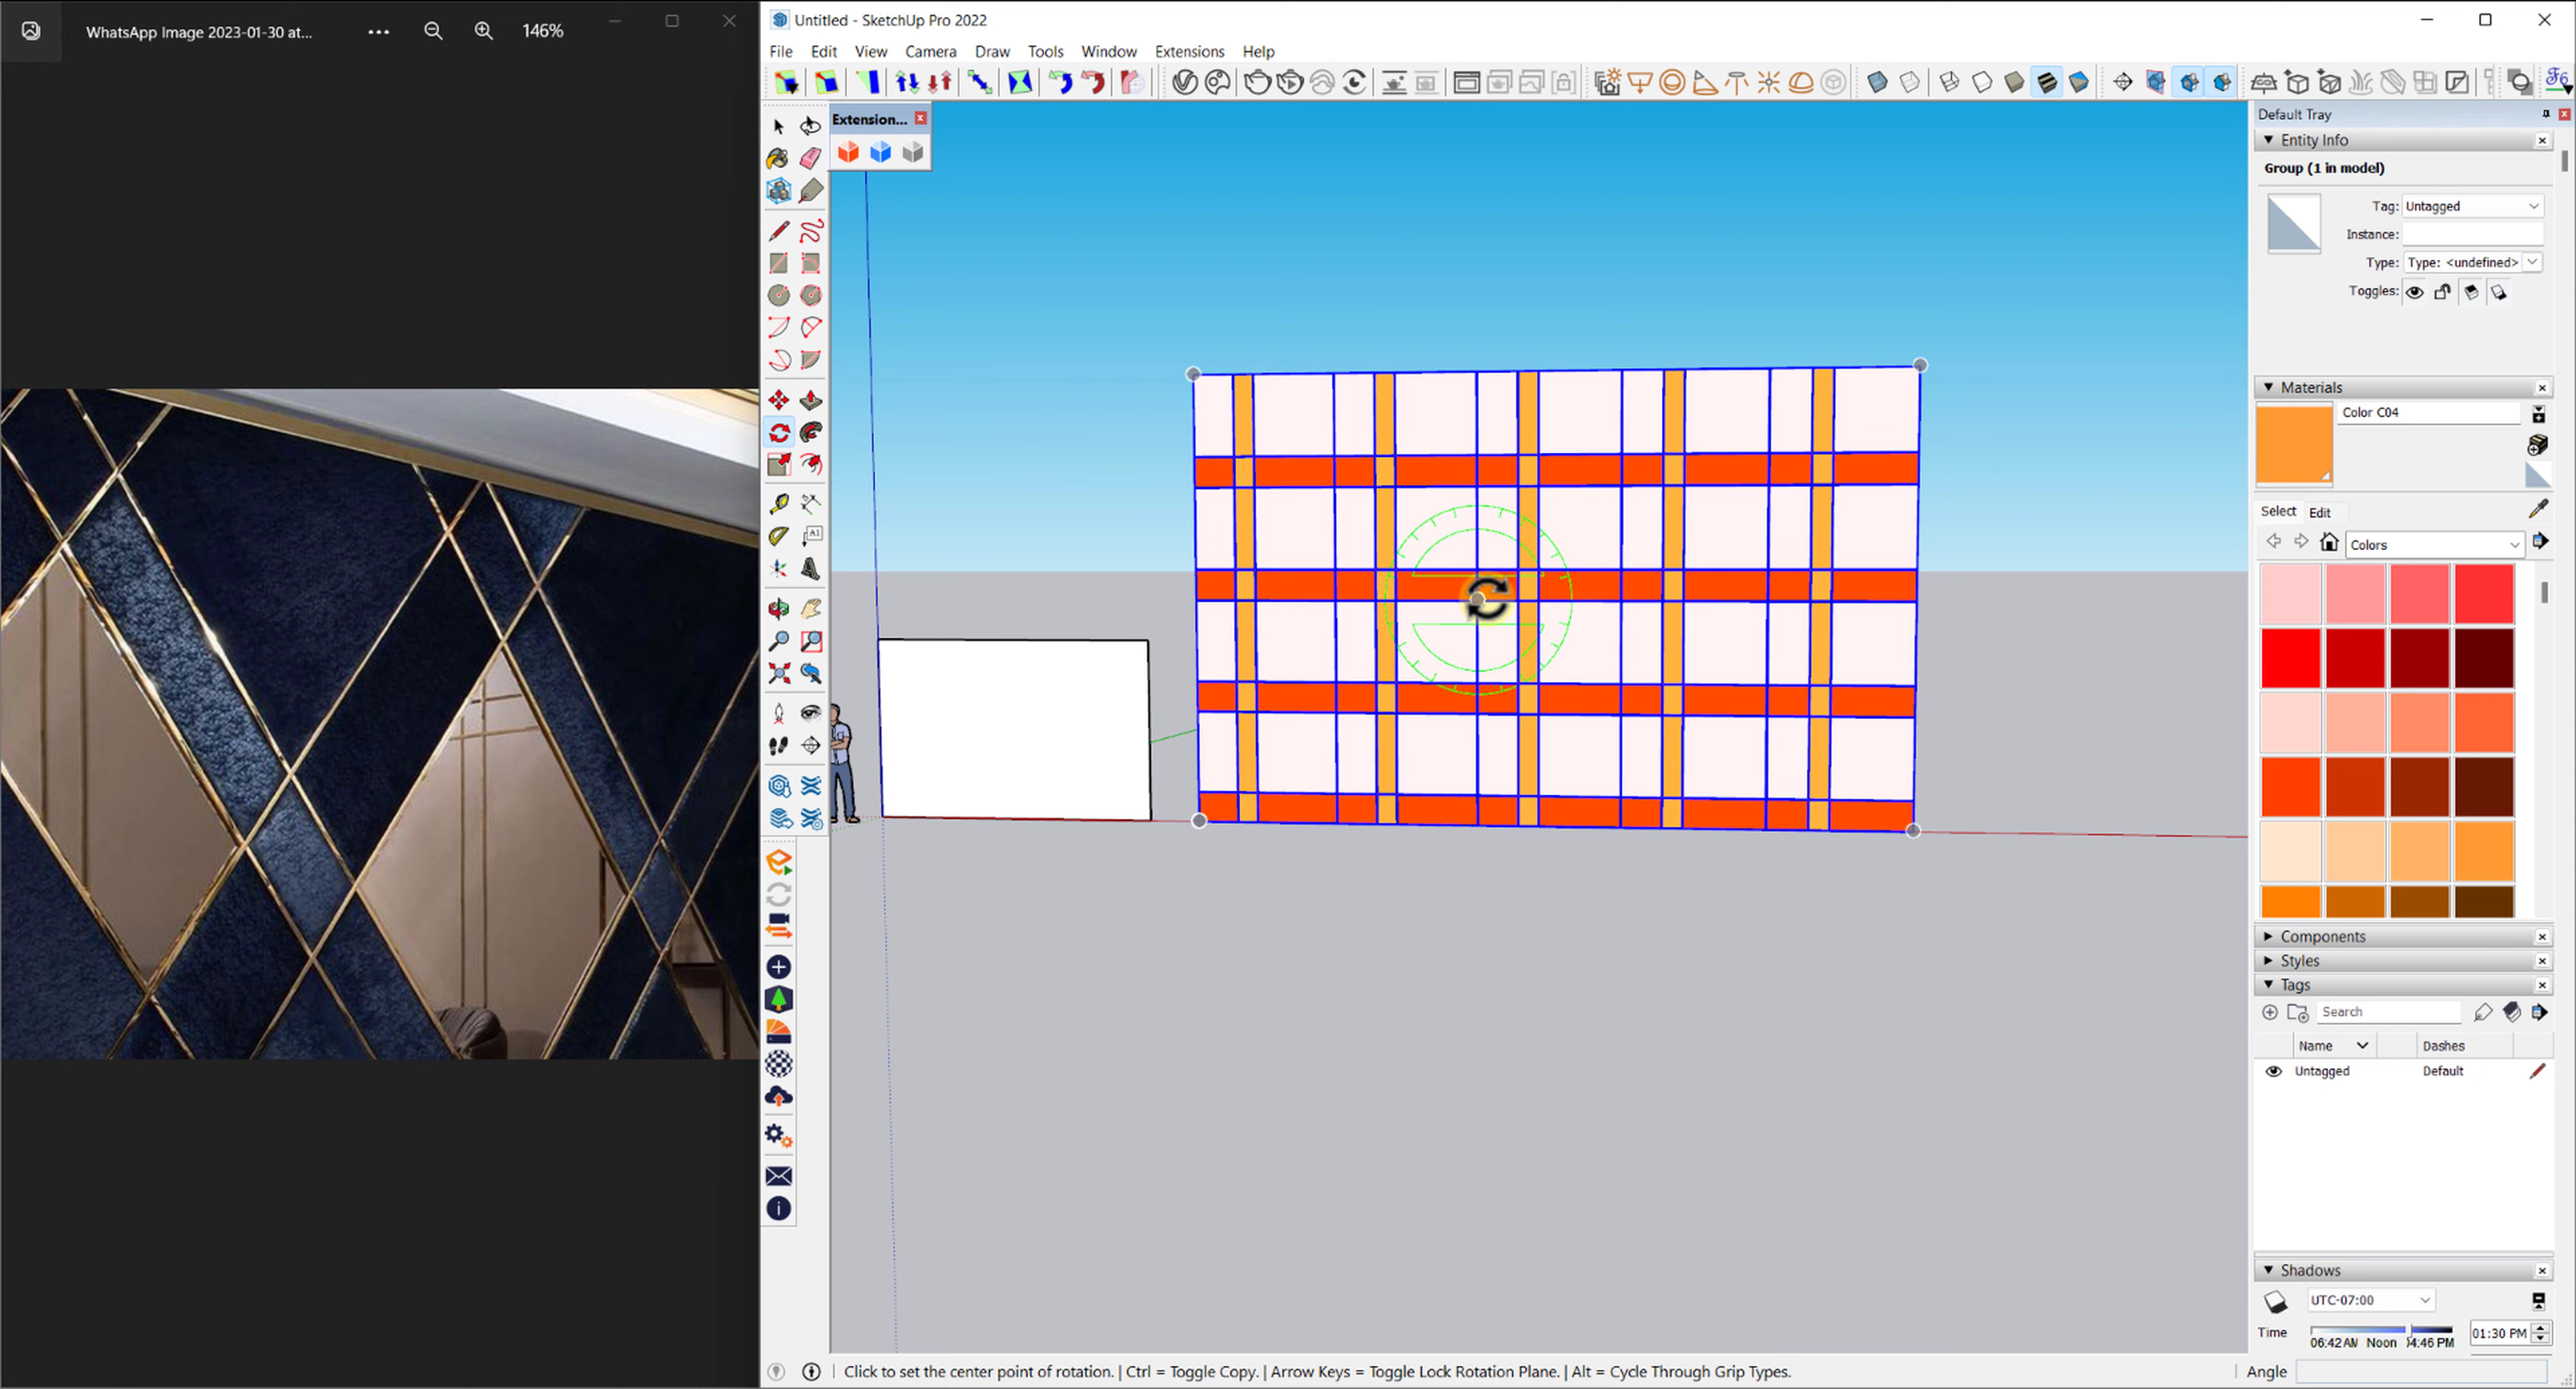 WhatsApp Image 2023-01-30 at...
146%
Untitled - SketchUp Pro 2022
File Edit View Camera Draw Tools Window Extensions Help
Extension...
Default Tray
Entity Info
Group (1 in model)
Tag: Untagged
Instance:
Type: Type: <undefined>
Toggles:
Materials
Color C04
Select Edit
Colors
Components
Styles
Tags
Search
Name Dashes
Untagged Default
Shadows
UTC-07:00
Time 01:30 PM
06:42 AM Noon 04:46 PM
Click to set the center point of rotation. | Ctrl = Toggle Copy. | Arrow Keys = Toggle Lock Rotation Plane. | Alt = Cycle Through Grip Types.
Angle